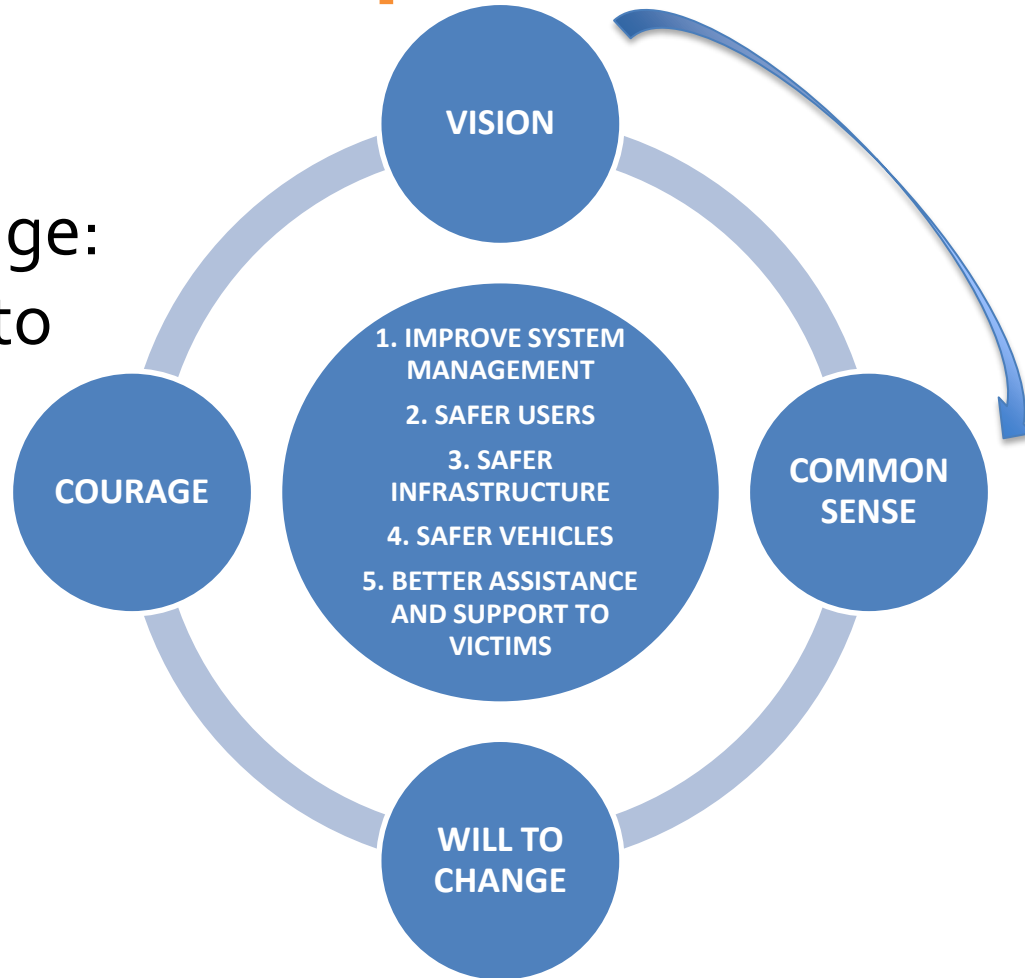 VISION
ge:
to
1. IMPROVE SYSTEM
MANAGEMENT
2. SAFER USERS
3. SAFER
INFRASTRUCTURE
4. SAFER VEHICLES
5. BETTER ASSISTANCE
AND SUPPORT TO
VICTIMS
COURAGE
COMMON
SENSE
WILL TO
CHANGE